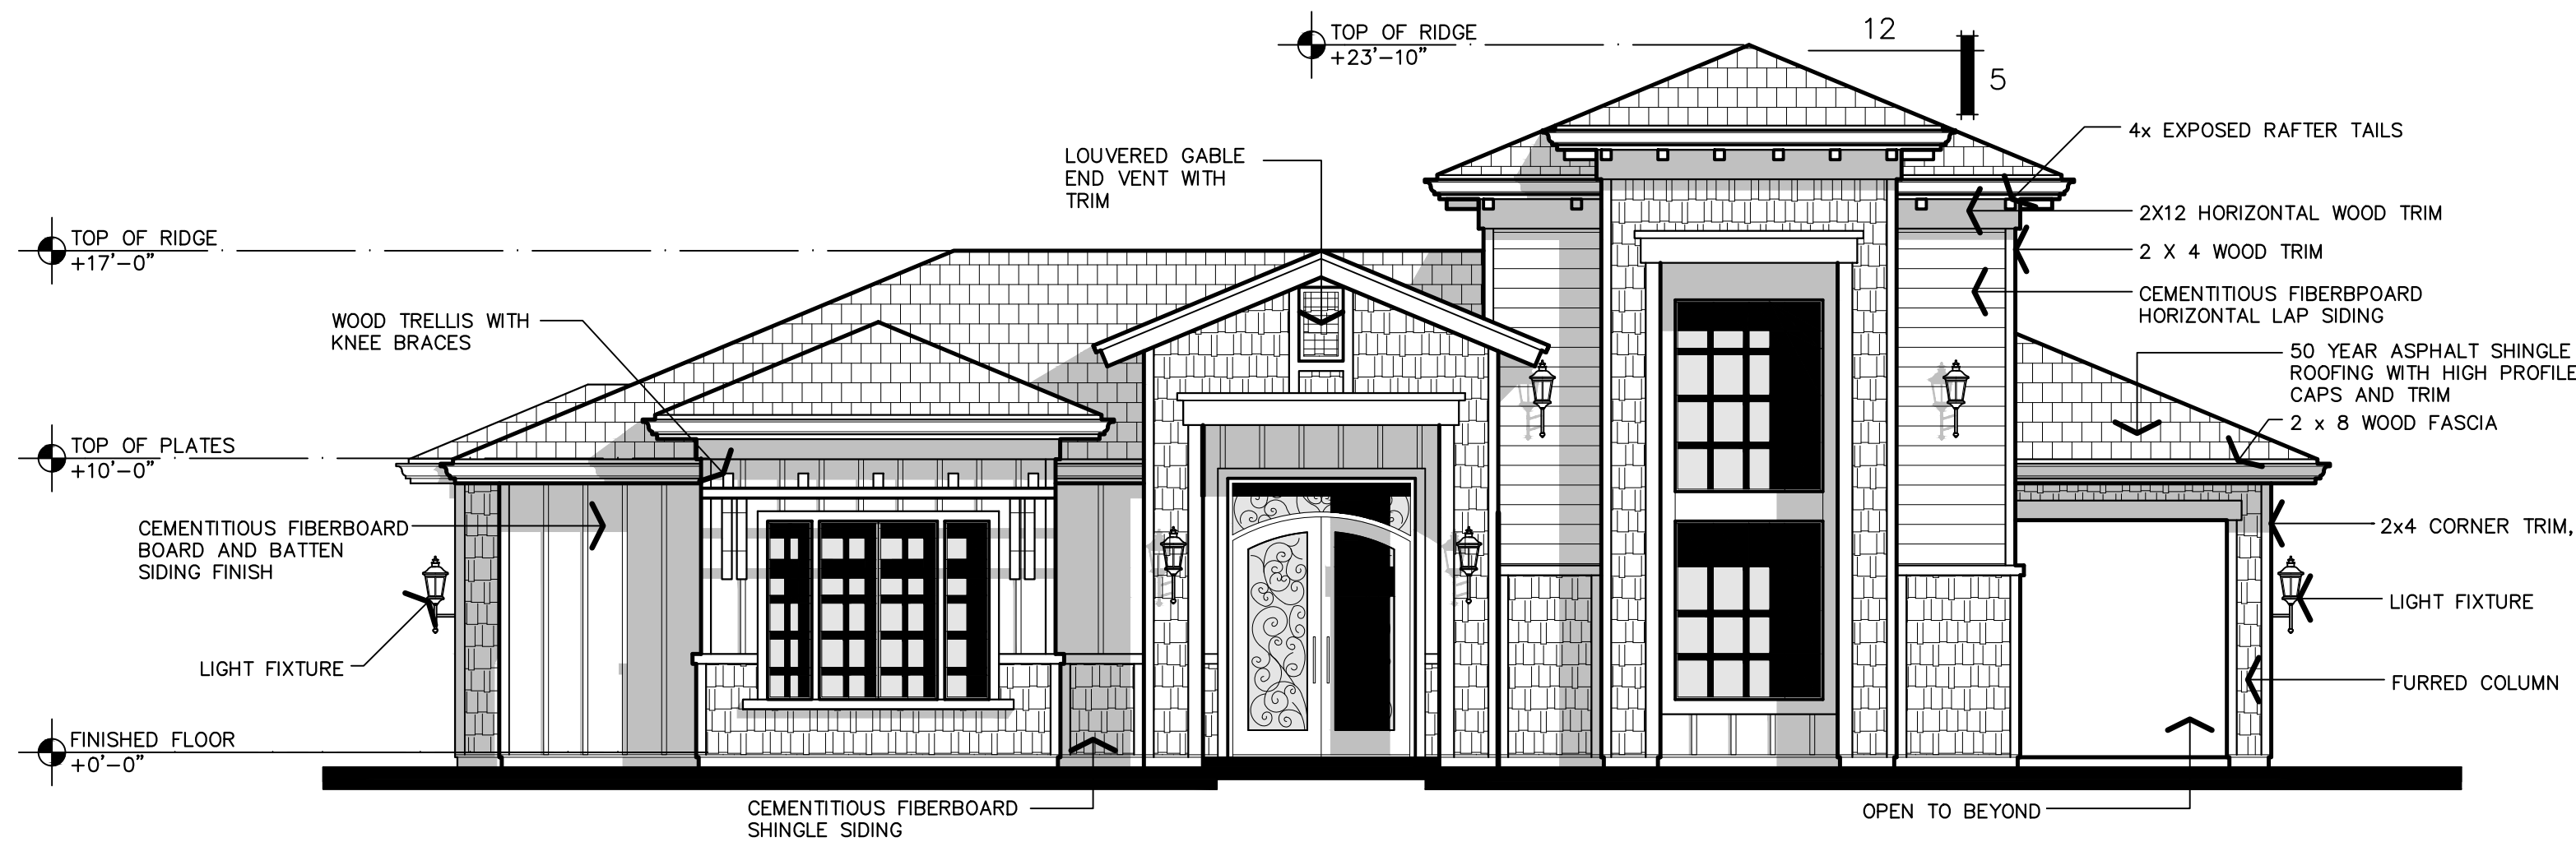 TOP OF RIDGE
+23'-10"
12
5
4x EXPOSED RAFTER TAILS
LOUVERED GABLE
END VENT WITH
TRIM
2X12 HORIZONTAL WOOD TRIM
TOP OF RIDGE
+17'-0"
2 X 4 WOOD TRIM
CEMENTITIOUS FIBERBPOARD
HORIZONTAL LAP SIDING
WOOD TRELLIS WITH
KNEE BRACES
50 YEAR ASPHALT SHINGLE
ROOFING WITH HIGH PROFILE
CAPS AND TRIM
2 x 8 WOOD FASCIA
TOP OF PLATES
+10'-0"
CEMENTITIOUS FIBERBOARD
BOARD AND BATTEN
SIDING FINISH
2x4 CORNER TRIM,
LIGHT FIXTURE
LIGHT FIXTURE
FURRED COLUMN
FINISHED FLOOR
+0'-0"
CEMENTITIOUS FIBERBOARD
SHINGLE SIDING
OPEN TO BEYOND